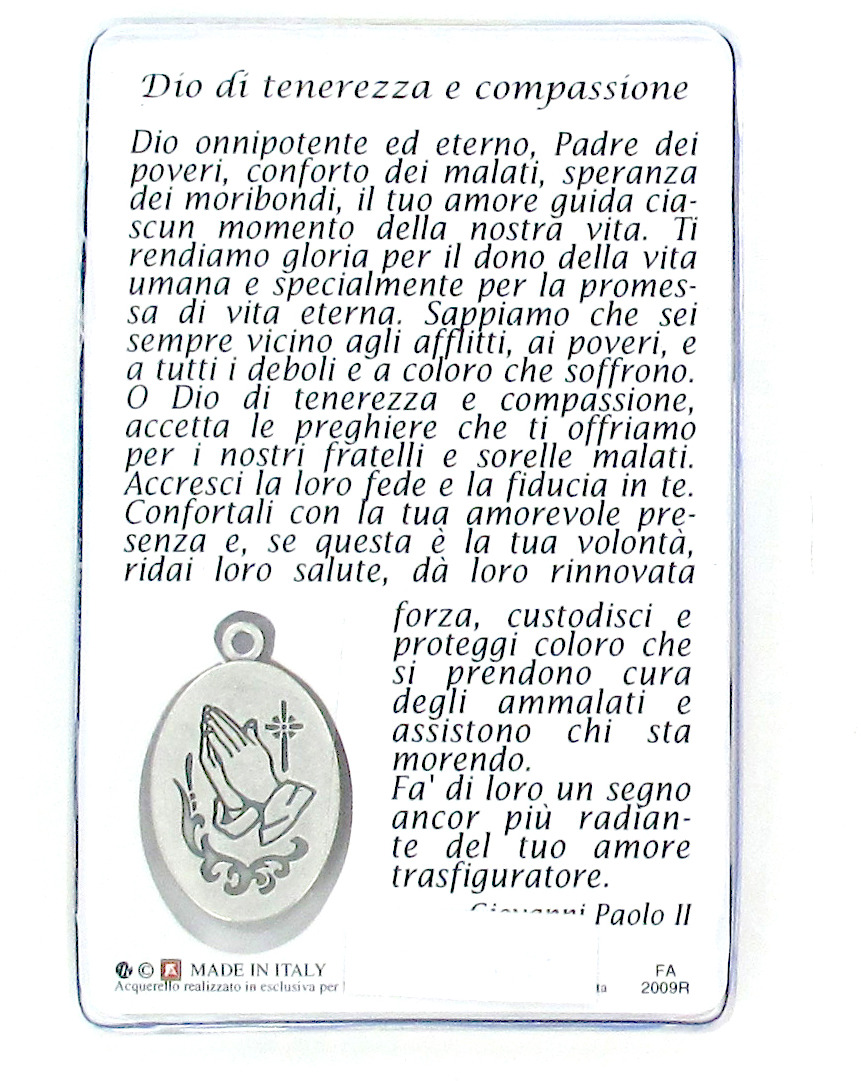 Dio di tenerezza e compassione
Dio onnipotente ed eterno, Padre dei
poveri, conforto dei malati, speranza
dei moribondi, il tuo amore guida cia-
scun momento della nostra vita. Ti
rendiamo gloria per il dono della vita
umana e specialmente per la promes-
sa di vita eterna. Sappiamo che sei
sempre vicino agli afflitti, ai poveri, e
a tutti i deboli e a coloro che soffrono.
O Dio di tenerezza e compassione,
accetta le preghiere che ti offriamo
per i nostri fratelli e sorelle malati.
Accresci la loro fede e la fiducia in te.
Confortali con la tua amorevole pre-
senza e, se questa è la tua volontà,
ridai loro salute, dà loro rinnovata
forza, custodisci e
proteggi coloro che
si prendono cura
degli ammalati e
assistono chi sta
morendo.
Fa' di loro un segno
ancor più radian-
te del tuo amore
trasfiguratore.
Giovanni Paolo II
© MADE IN ITALY
Acquerello realizzato in esclusiva per
FA
2009R